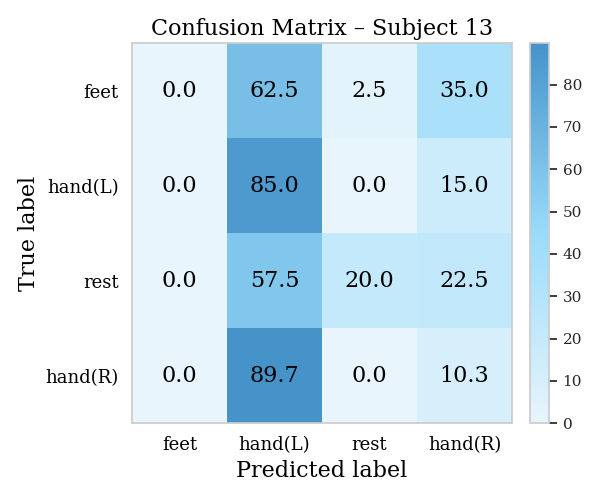 Confusion Matrix – Subject 13
True label
feet 0.0 62.5 2.5 35.0
hand(L) 0.0 85.0 0.0 15.0
rest 0.0 57.5 20.0 22.5
hand(R) 0.0 89.7 0.0 10.3
feet hand(L) rest hand(R)
Predicted label
80
70
60
50
40
30
20
10
0